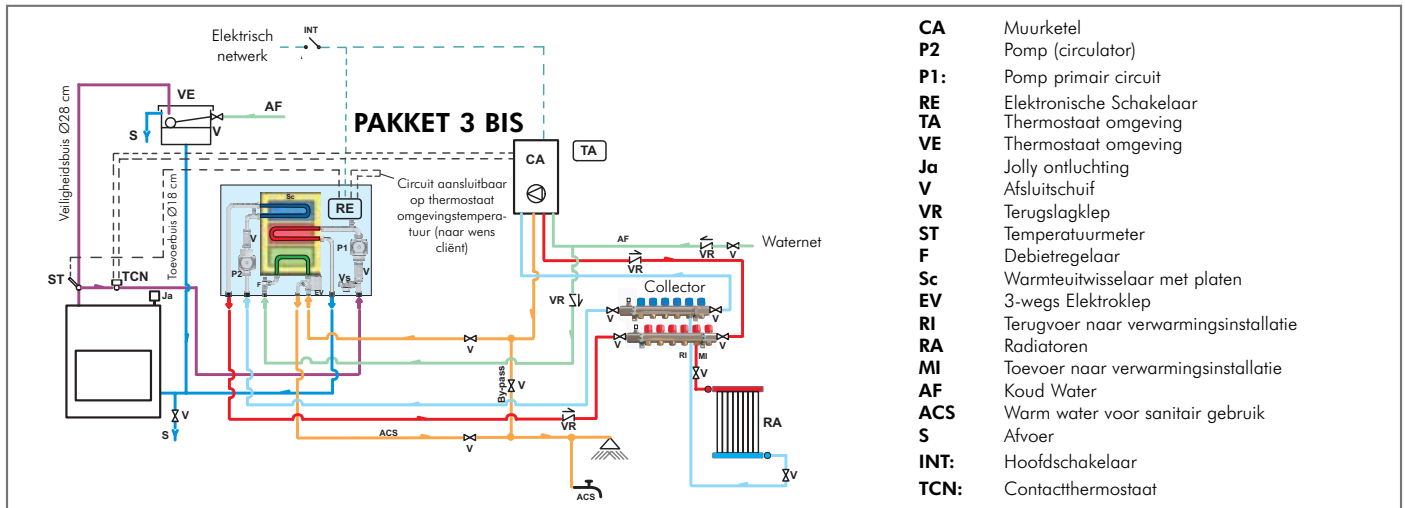 Elektrisch
netwerk
INT
Veiligheidsbuis Ø28 cm
VE
AF
V
S
PAKKET 3 BIS
CA
TA
Toevoerbuis Ø18 cm
Sc
RE
Circuit aansluitbaar
op thermostaat
omgevingstempera-
tuur (naar wens
cliënt)
V
P1
P2
Vs
V
F
EV
ST
TCN
Ja
AF
VR
V
Waternet
VR
VR
Collector
V
V
V
V
RI
MI
V
V
By-pass
V
RA
VR
ACS
V
V
S
V
ACS
CA Muurketel
P2 Pomp (circulator)
P1: Pomp primair circuit
RE Elektronische Schakelaar
TA Thermostaat omgeving
VE Thermostaat omgeving
Ja Jolly ontluchting
V Afsluitschuif
VR Terugslagklep
ST Temperatuurmeter
F Debietregelaar
Sc Warmteuitwisselaar met platen
EV 3-wegs Elektroklep
RI Terugvoer naar verwarmingsinstallatie
RA Radiatoren
MI Toevoer naar verwarmingsinstallatie
AF Koud Water
ACS Warm water voor sanitair gebruik
S Afvoer
INT: Hoofdschakelaar
TCN: Contactthermostaat